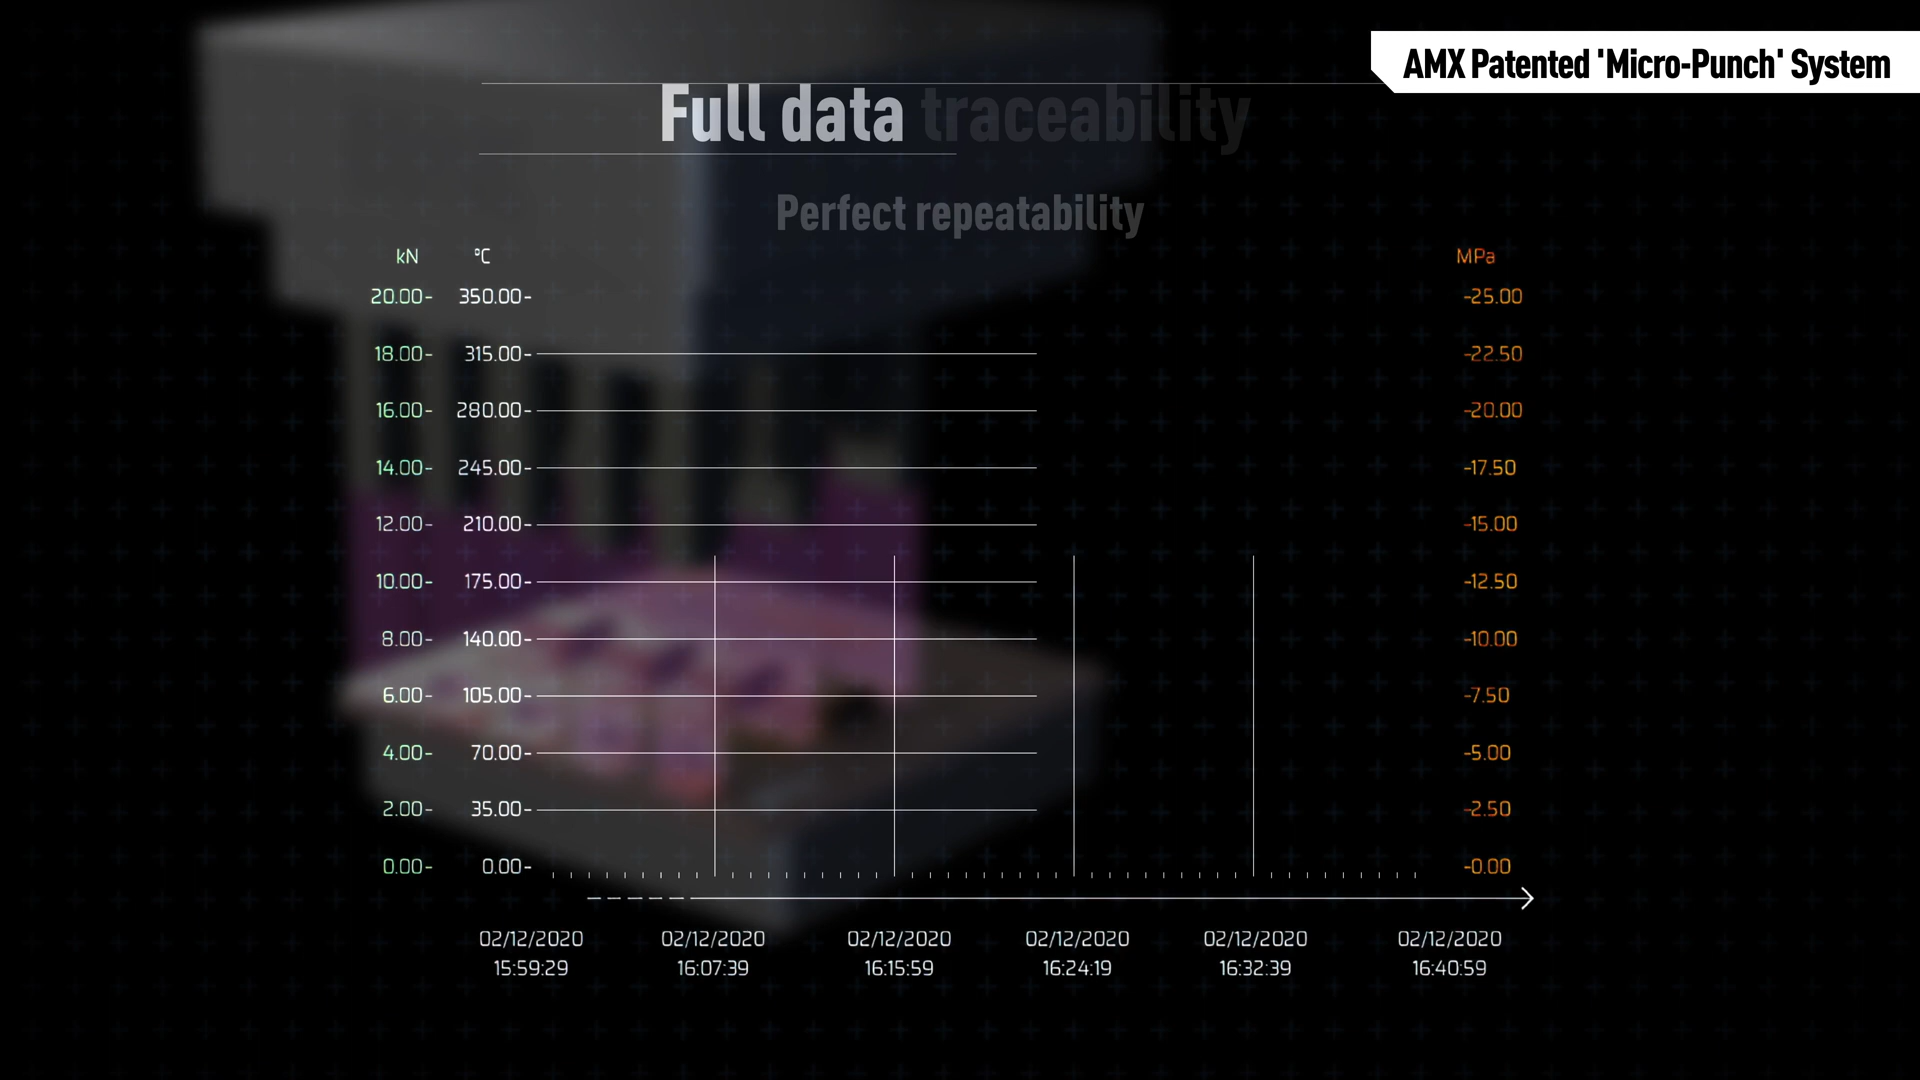 AMX Patented 'Micro-Punch' System
Full data traceability
Perfect repeatability
kN °C MPa
20.00- 350.00- -25.00
18.00- 315.00- -22.50
16.00- 280.00- -20.00
14.00- 245.00- -17.50
12.00- 210.00- -15.00
10.00- 175.00- -12.50
8.00- 140.00- -10.00
6.00- 105.00- -7.50
4.00- 70.00- -5.00
2.00- 35.00- -2.50
0.00- 0.00- -0.00
02/12/2020 02/12/2020 02/12/2020 02/12/2020 02/12/2020 02/12/2020
15:59:29 16:07:39 16:15:59 16:24:19 16:32:39 16:40:59